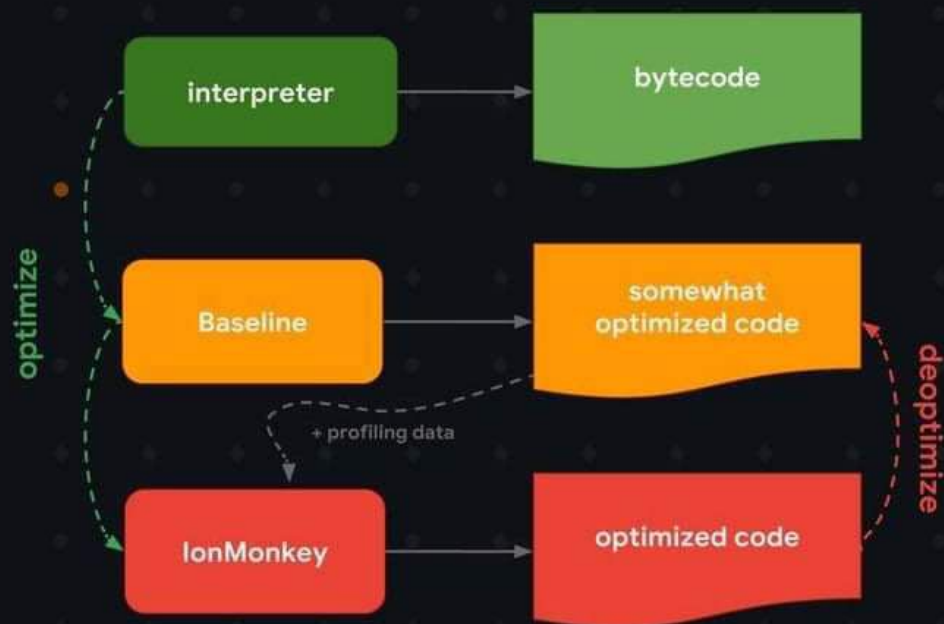 interpreter
bytecode
optimize
Baseline
somewhat
optimized code
deoptimize
+ profiling data
IonMonkey
optimized code